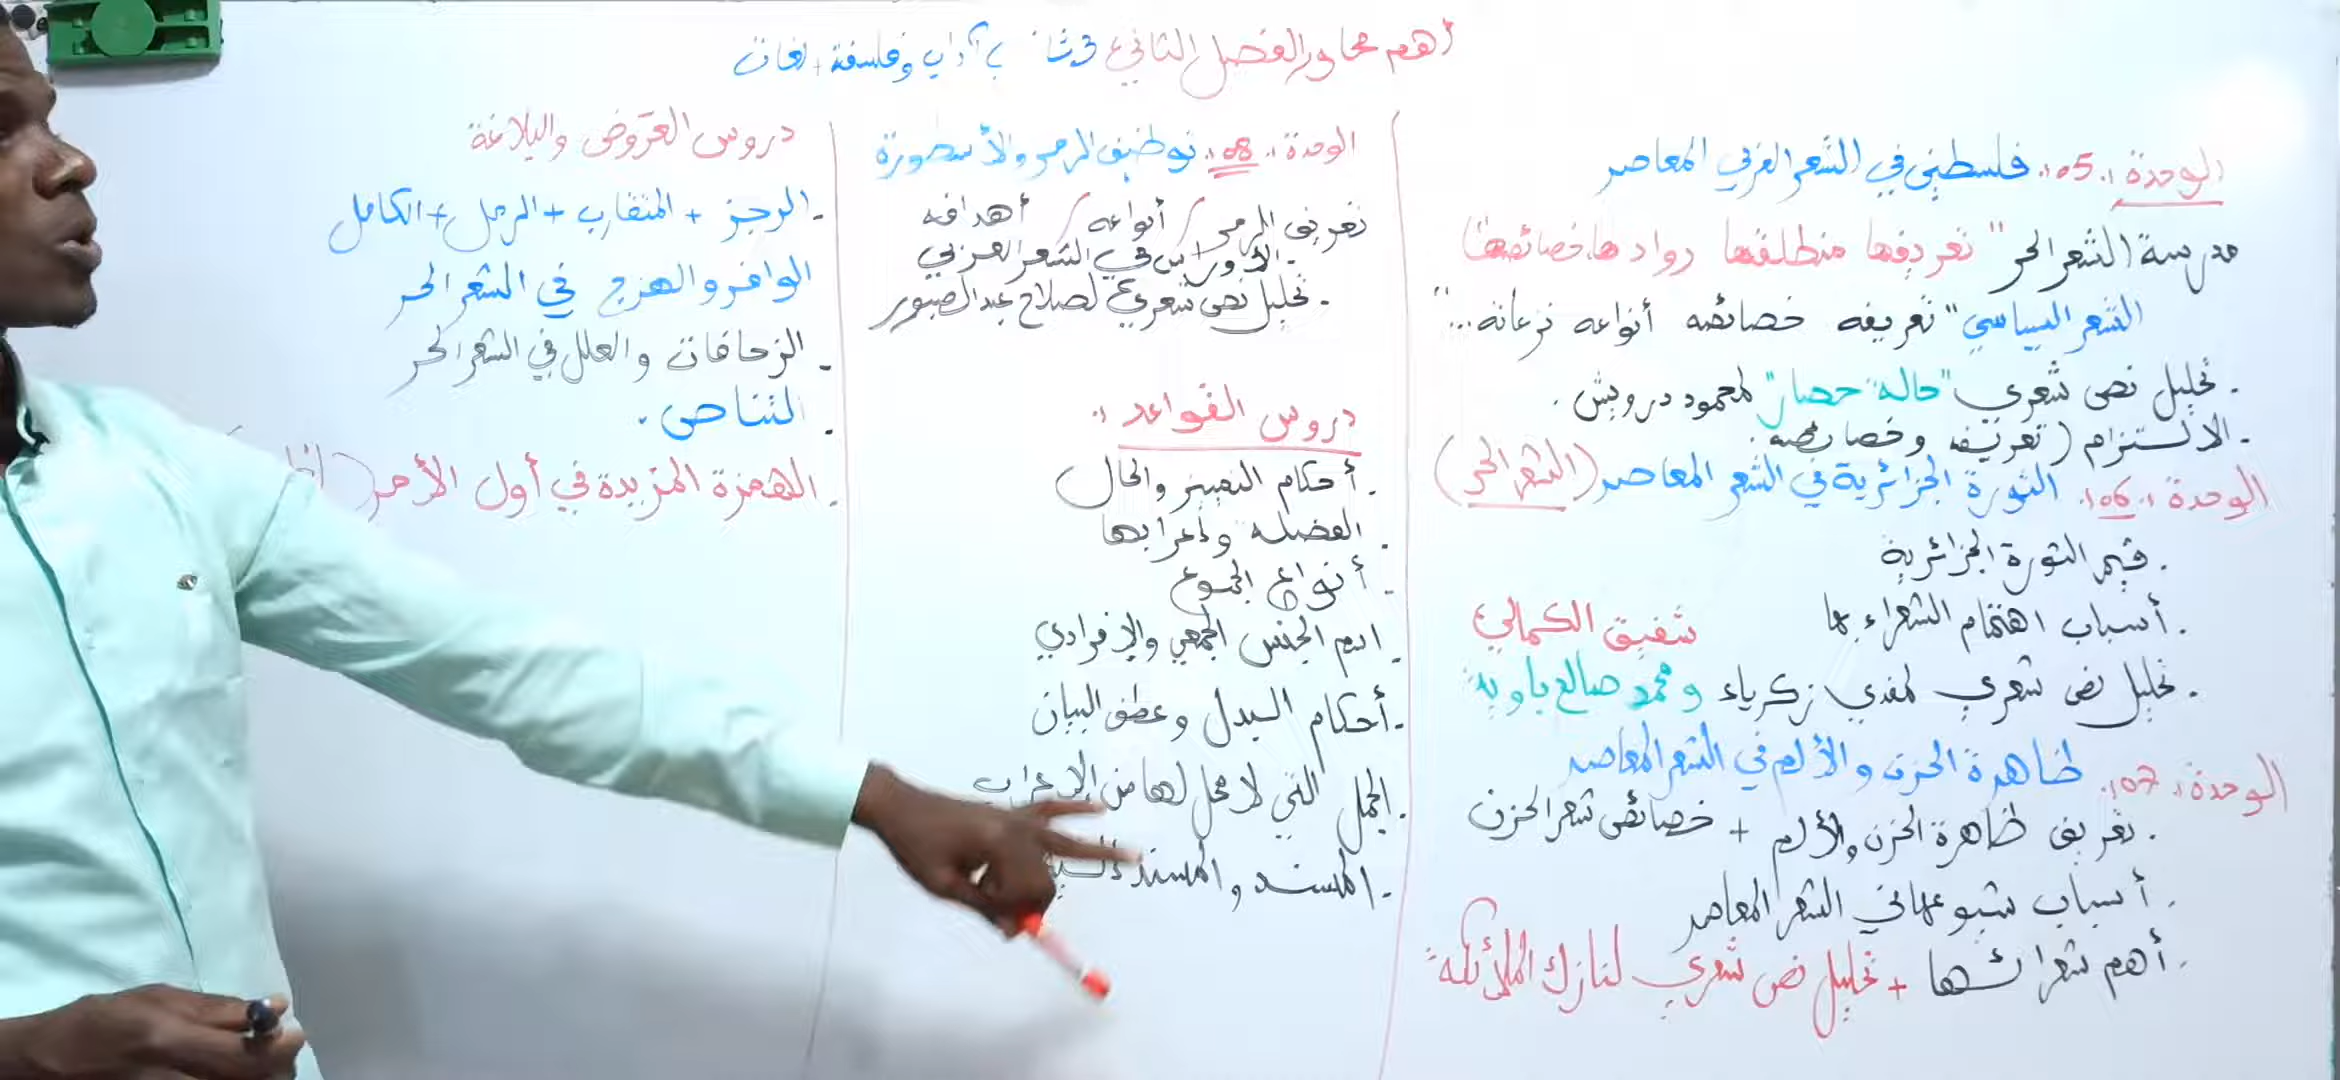 أهم محاور الفصل الثاني 3 ثا آداب وفلسفة + لغات
الوحدة 05: فلسطين في الشعر العربي المعاصر
مدرسة الشعر الحر "تعريفها منطلقها روادها خصائصها"
الشعر السياسي "تعريفه خصائصه أنواعه نزعاته..."
. تحليل نص شعري "حالة حصار" لمحمود درويش.
. الالتزام (تعريفه وخصائصه.
الوحدة 06: الثورة الجزائرية في الشعر المعاصر (الشعر الحر)
. قيم الثورة الجزائرية
. أسباب اهتمام الشعراء بها شفيق الكمالي
. تحليل نص شعري لمفدي زكرياء ومحمد صالح باوية
الوحدة 07: ظاهرة الحزن والألم في الشعر المعاصر
. تعريف ظاهرة الحزن والألم + خصائص شعر الحزن
. أسباب شيوعها في الشعر المعاصر
. أهم شعرائها + تحليل نص شعري لنازك الملائكة
الوحدة 08: توظيف الرمز والأسطورة
تعريف الرمز / أنواعه / أهدافه
- الأوراس في الشعر العربي
- تحليل نص شعري لصلاح عبد الصبور
دروس القواعد:
- أحكام التمييز والحال
- الفضلة وإعرابها
- أنواع الجموع
- اسم الجنس الجمعي والإفرادي
- أحكام البدل وعطف البيان
- الجمل التي لا محل لها من الإعراب
- المسند والمسند
دروس العروض والبلاغة
- الرجز + المتقارب + الرمل + الكامل
الوافر والهزج في الشعر الحر
- الزحافات والعلل في الشعر الحر
- التناص.
- الهمزة المزيدة في أول الأمر